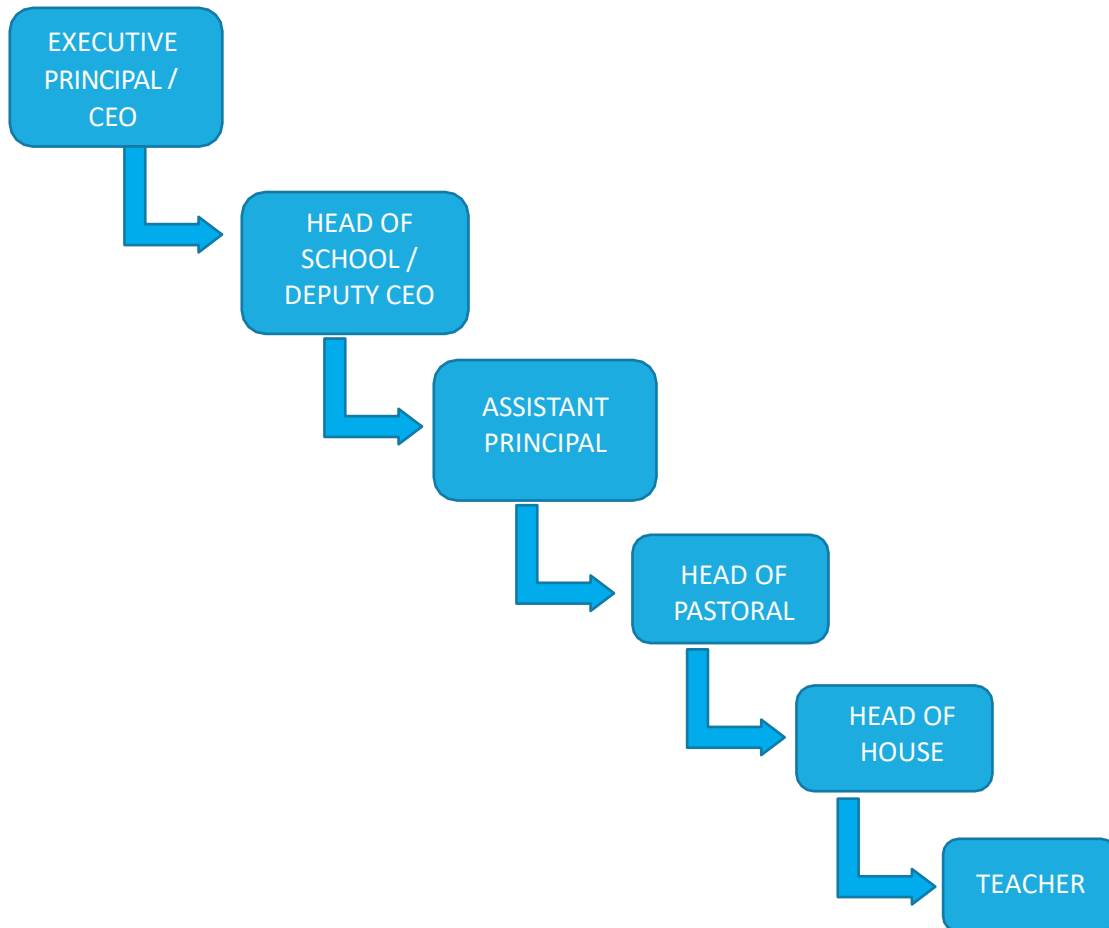 EXECUTIVE
PRINCIPAL /
CEO
HEAD OF
SCHOOL /
DEPUTY CEO
ASSISTANT
PRINCIPAL
HEAD OF
PASTORAL
HEAD OF
HOUSE
TEACHER